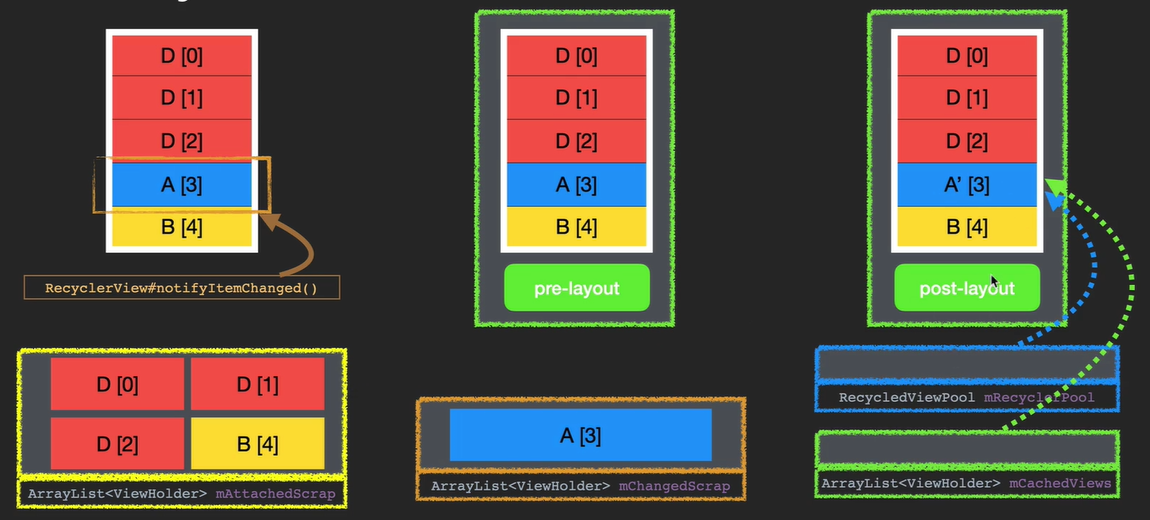 D [0]
D [1]
D [2]
A [3]
B [4]
RecyclerView#notifyItemChanged()
D [0]
D [1]
D [2]
A [3]
B [4]
pre-layout
D [0]
D [1]
D [2]
A’ [3]
B [4]
post-layout
D [0]
D [1]
D [2]
B [4]
ArrayList<ViewHolder> mAttachedScrap
A [3]
ArrayList<ViewHolder> mChangedScrap
RecycledViewPool mRecyclerPool
ArrayList<ViewHolder> mCachedViews